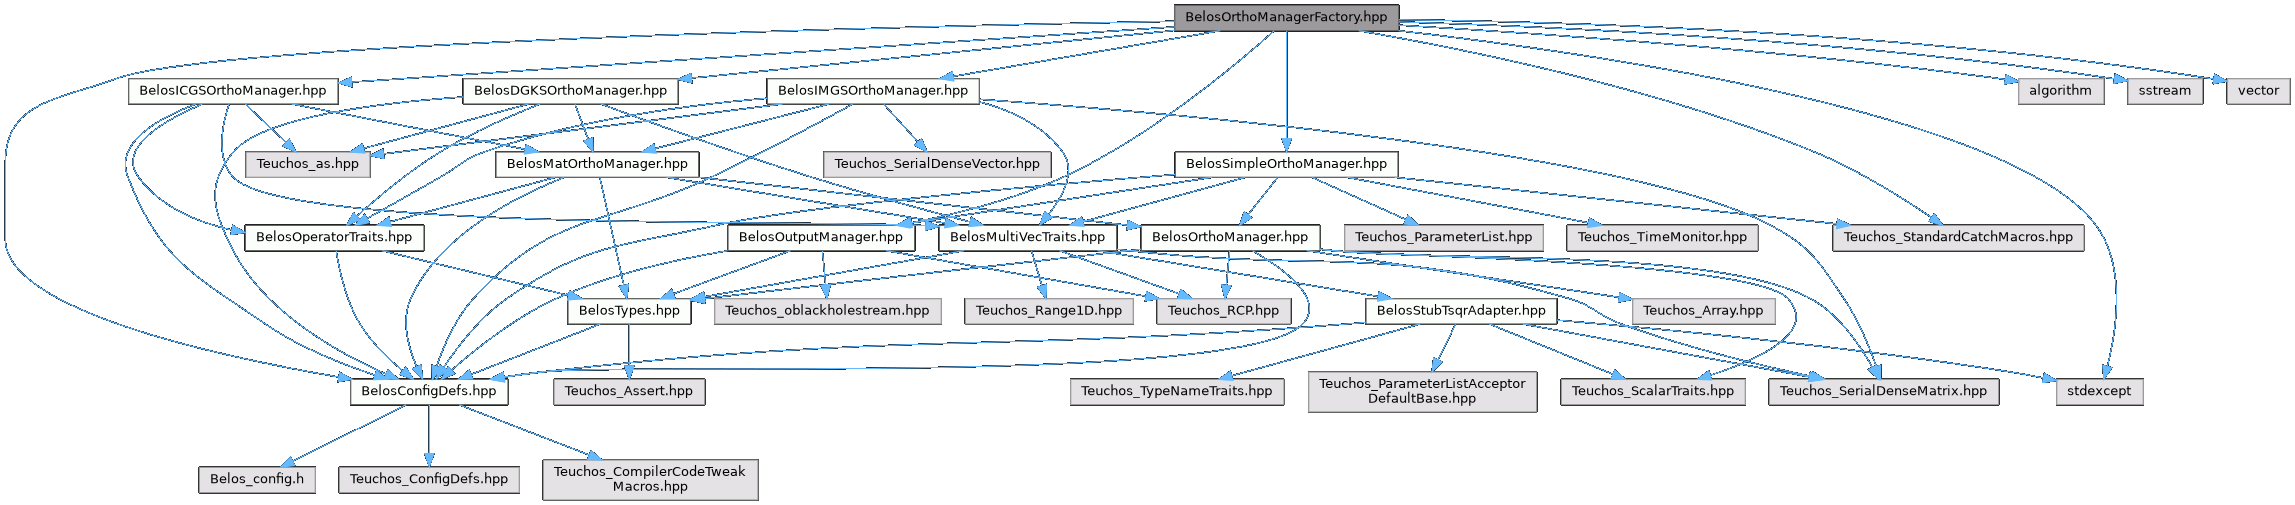 BelosOrthoManagerFactory.hpp
BelosICGSOrthoManager.hpp
BelosDGKSOrthoManager.hpp
BelosIMGSOrthoManager.hpp
algorithm
sstream
vector
Teuchos_as.hpp
BelosMatOrthoManager.hpp
Teuchos_SerialDenseVector.hpp
BelosSimpleOrthoManager.hpp
BelosOperatorTraits.hpp
BelosOutputManager.hpp
BelosMultiVecTraits.hpp
BelosOrthoManager.hpp
Teuchos_ParameterList.hpp
Teuchos_TimeMonitor.hpp
Teuchos_StandardCatchMacros.hpp
BelosTypes.hpp
Teuchos_oblackholestream.hpp
Teuchos_Range1D.hpp
Teuchos_RCP.hpp
BelosStubTsqrAdapter.hpp
Teuchos_Array.hpp
BelosConfigDefs.hpp
Teuchos_Assert.hpp
Teuchos_TypeNameTraits.hpp
Teuchos_ParameterListAcceptor
DefaultBase.hpp
Teuchos_ScalarTraits.hpp
Teuchos_SerialDenseMatrix.hpp
stdexcept
Belos_config.h
Teuchos_ConfigDefs.hpp
Teuchos_CompilerCodeTweak
Macros.hpp